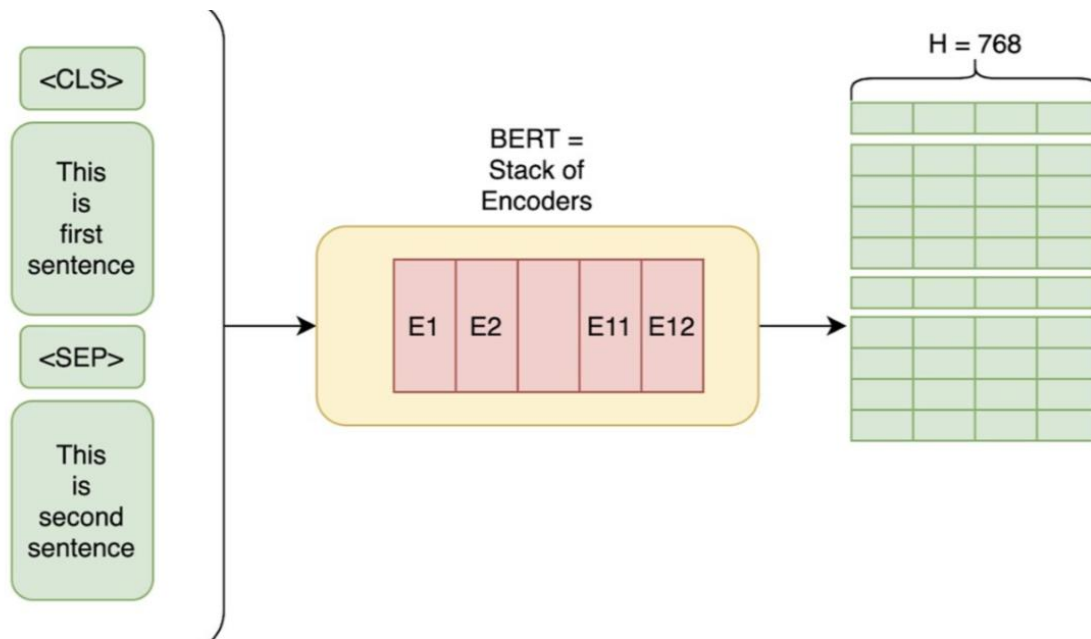 <CLS>
This
is
first
sentence
<SEP>
This
is
second
sentence
BERT =
Stack of
Encoders
E1 E2 E11 E12
H = 768